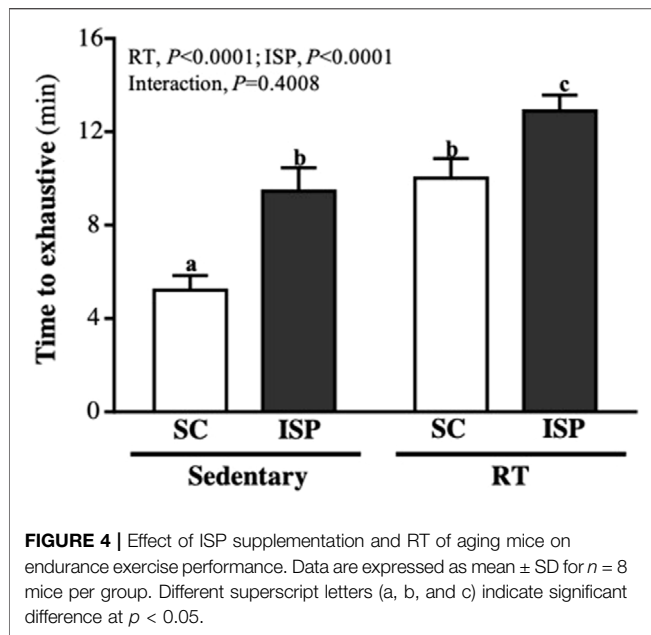 16
RT, P<0.0001; ISP, P<0.0001
Interaction, P=0.4008
c
12
b
b
8
a
4
0
Time to exhaustive (min)
SC
ISP
SC
ISP
Sedentary
RT
FIGURE 4 | Effect of ISP supplementation and RT of aging mice on
endurance exercise performance. Data are expressed as mean ± SD for n = 8
mice per group. Different superscript letters (a, b, and c) indicate significant
difference at p < 0.05.